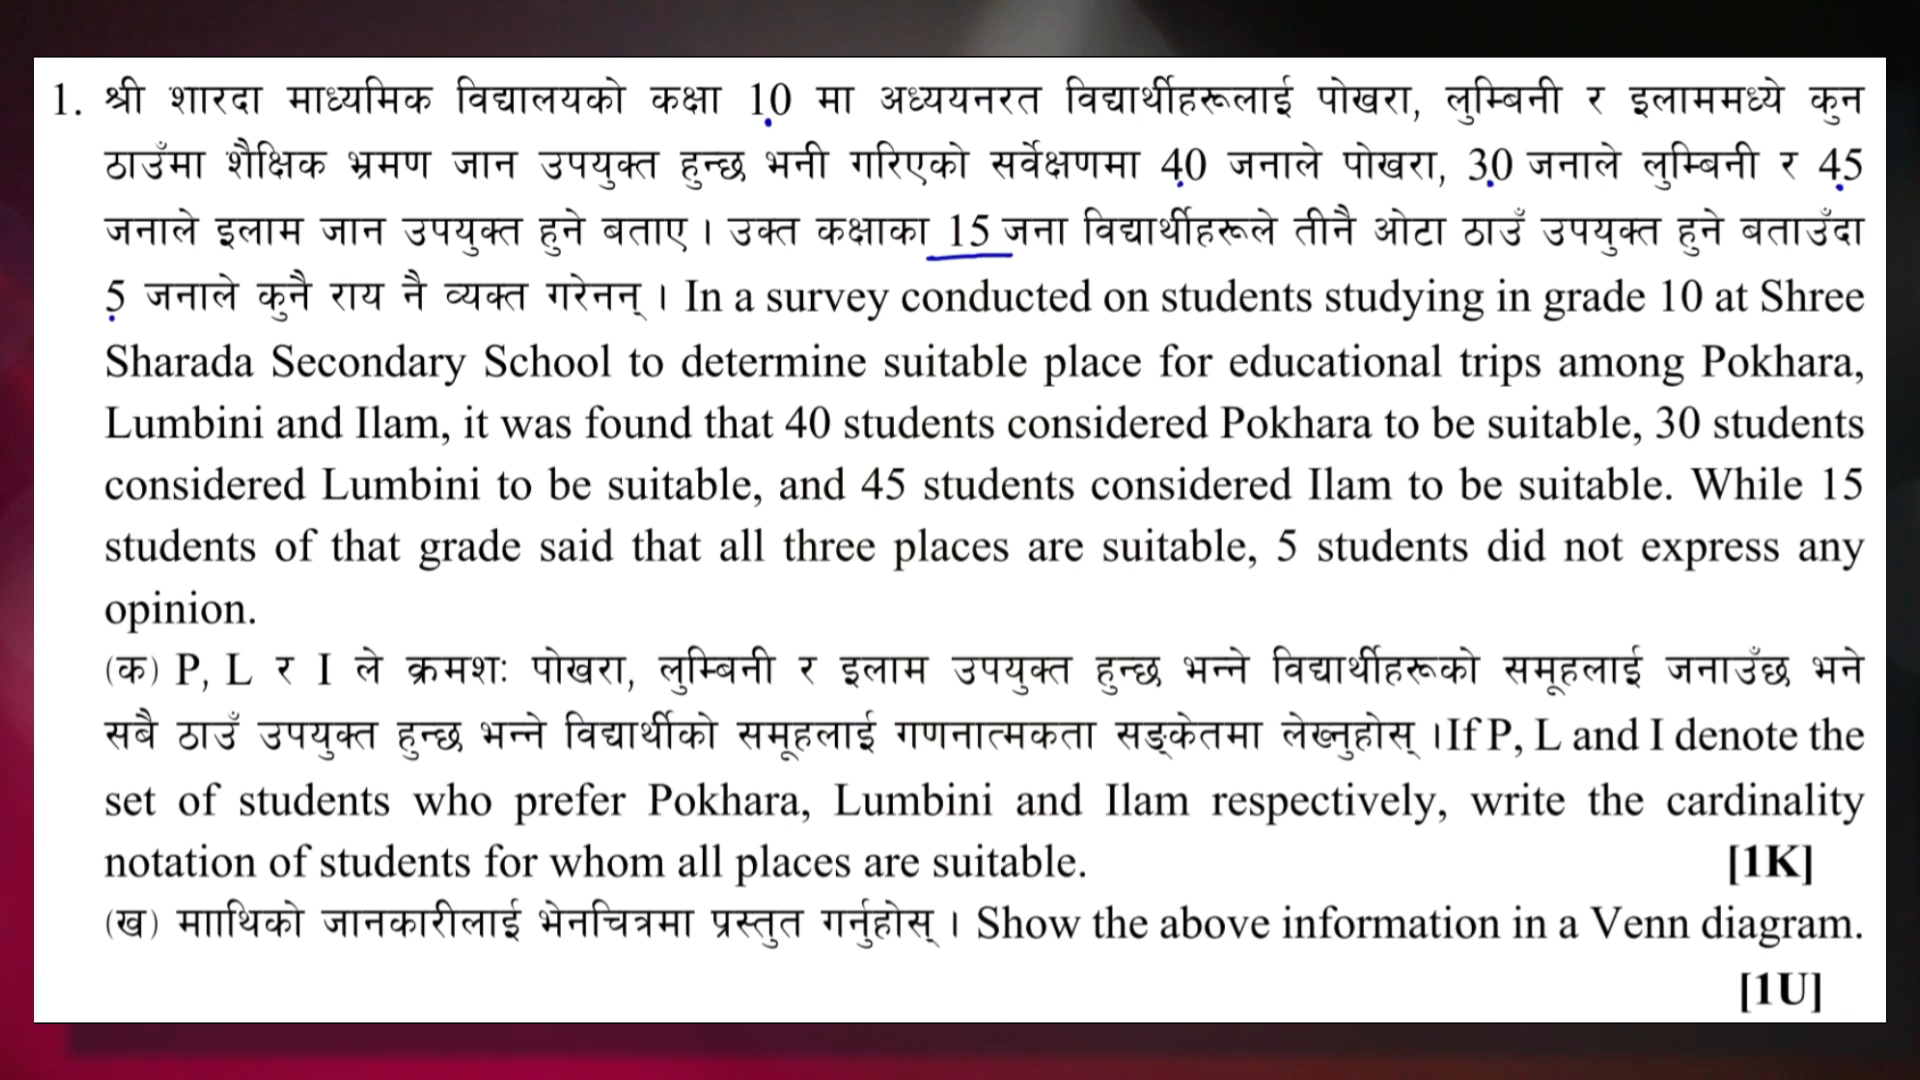 1. श्री शारदा माध्यमिक विद्यालयको कक्षा 10 मा अध्ययनरत विद्यार्थीहरूलाई पोखरा, लुम्बिनी र इलाममध्ये कुन
ठाउँमा शैक्षिक भ्रमण जान उपयुक्त हुन्छ भनी गरिएको सर्वेक्षणमा 40 जनाले पोखरा, 30 जनाले लुम्बिनी र 45
जनाले इलाम जान उपयुक्त हुने बताए । उक्त कक्षाका 15 जना विद्यार्थीहरूले तीनै ओटा ठाउँ उपयुक्त हुने बताउँदा
5 जनाले कुनै राय नै व्यक्त गरेनन् । In a survey conducted on students studying in grade 10 at Shree
Sharada Secondary School to determine suitable place for educational trips among Pokhara,
Lumbini and Ilam, it was found that 40 students considered Pokhara to be suitable, 30 students
considered Lumbini to be suitable, and 45 students considered Ilam to be suitable. While 15
students of that grade said that all three places are suitable, 5 students did not express any
opinion.
(क) P, L र I ले क्रमशः पोखरा, लुम्बिनी र इलाम उपयुक्त हुन्छ भन्ने विद्यार्थीहरूको समूहलाई जनाउँछ भने
सबै ठाउँ उपयुक्त हुन्छ भन्ने विद्यार्थीको समूहलाई गणनात्मकता सङ्केतमा लेख्नुहोस् ।If P, L and I denote the
set of students who prefer Pokhara, Lumbini and Ilam respectively, write the cardinality
notation of students for whom all places are suitable. [1K]
(ख) मााथिको जानकारीलाई भेनचित्रमा प्रस्तुत गर्नुहोस् । Show the above information in a Venn diagram.
[1U]